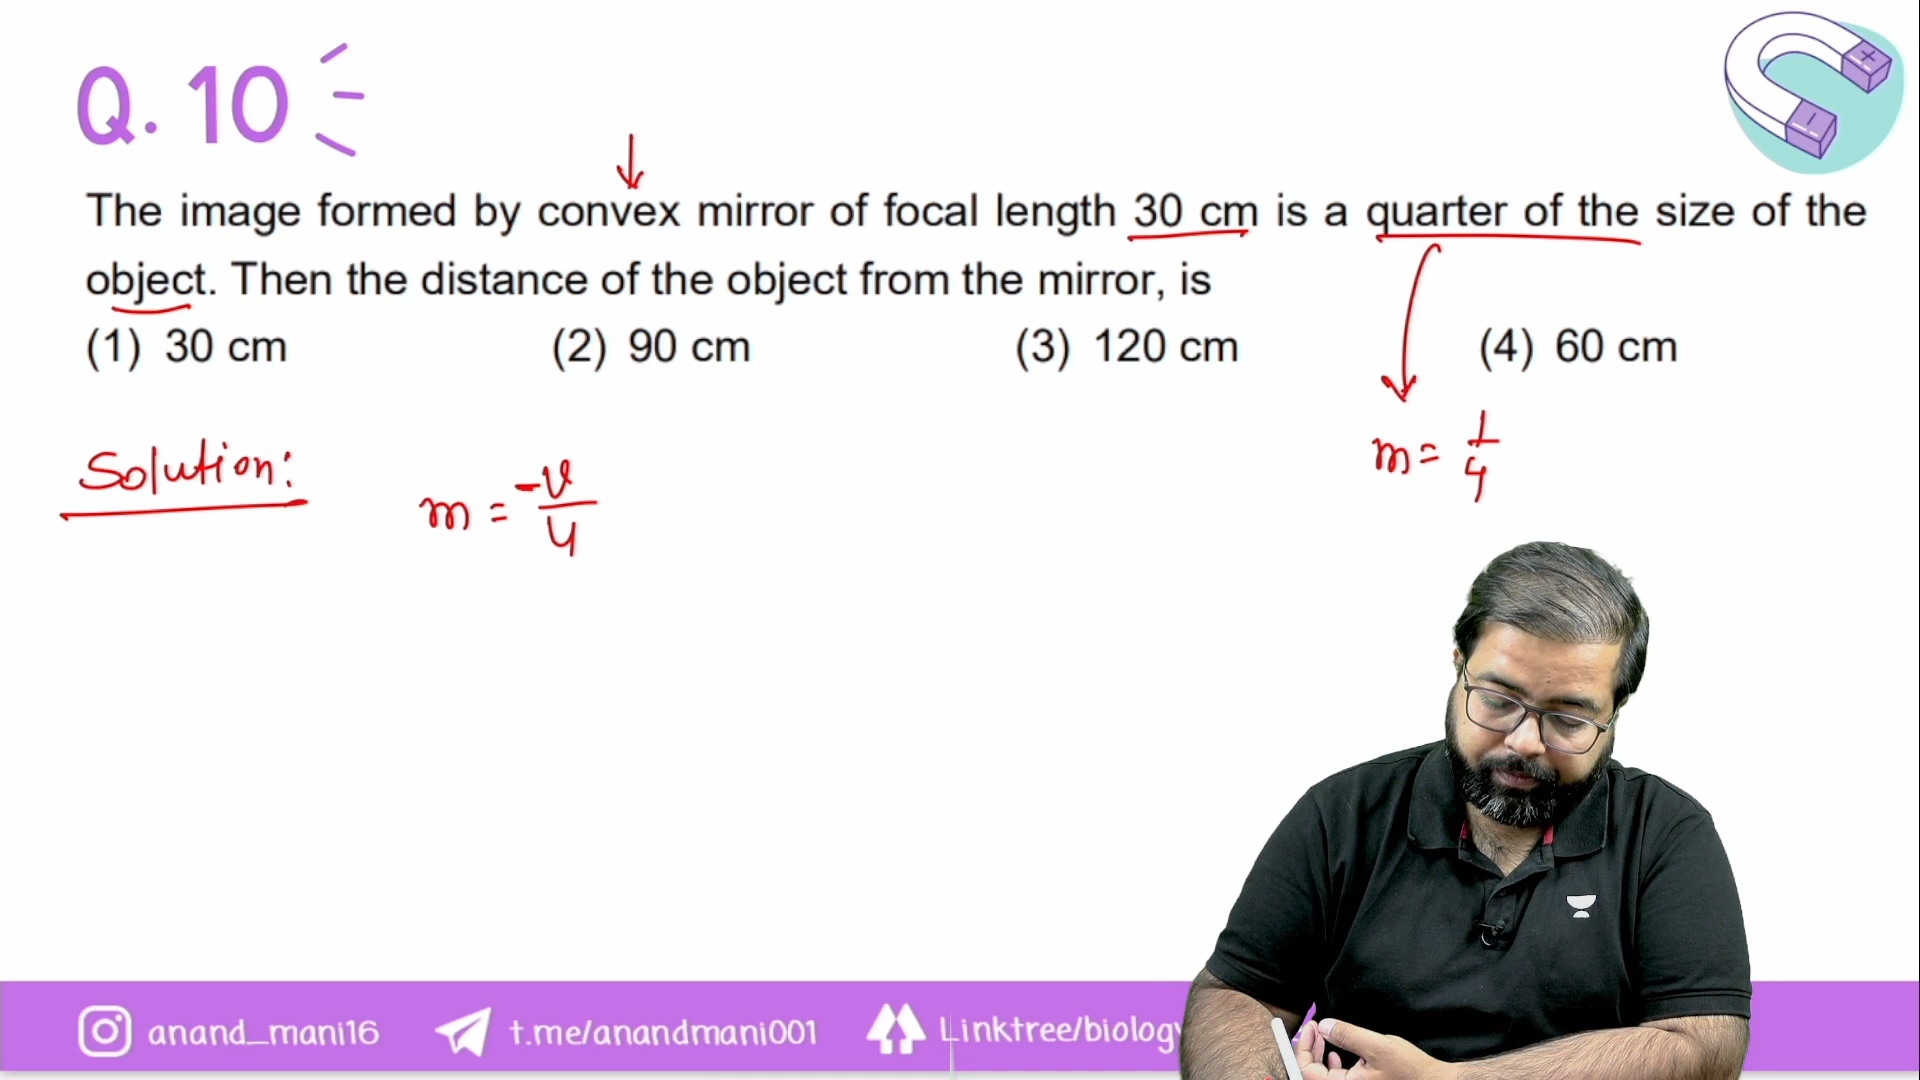 Q. 10
The image formed by convex mirror of focal length 30 cm is a quarter of the size of the
object. Then the distance of the object from the mirror, is
(1) 30 cm (2) 90 cm (3) 120 cm (4) 60 cm
m = 1/4
Solution:
m = -v/u
anand_mani16 t.me/anandmani001 Linktree/biology